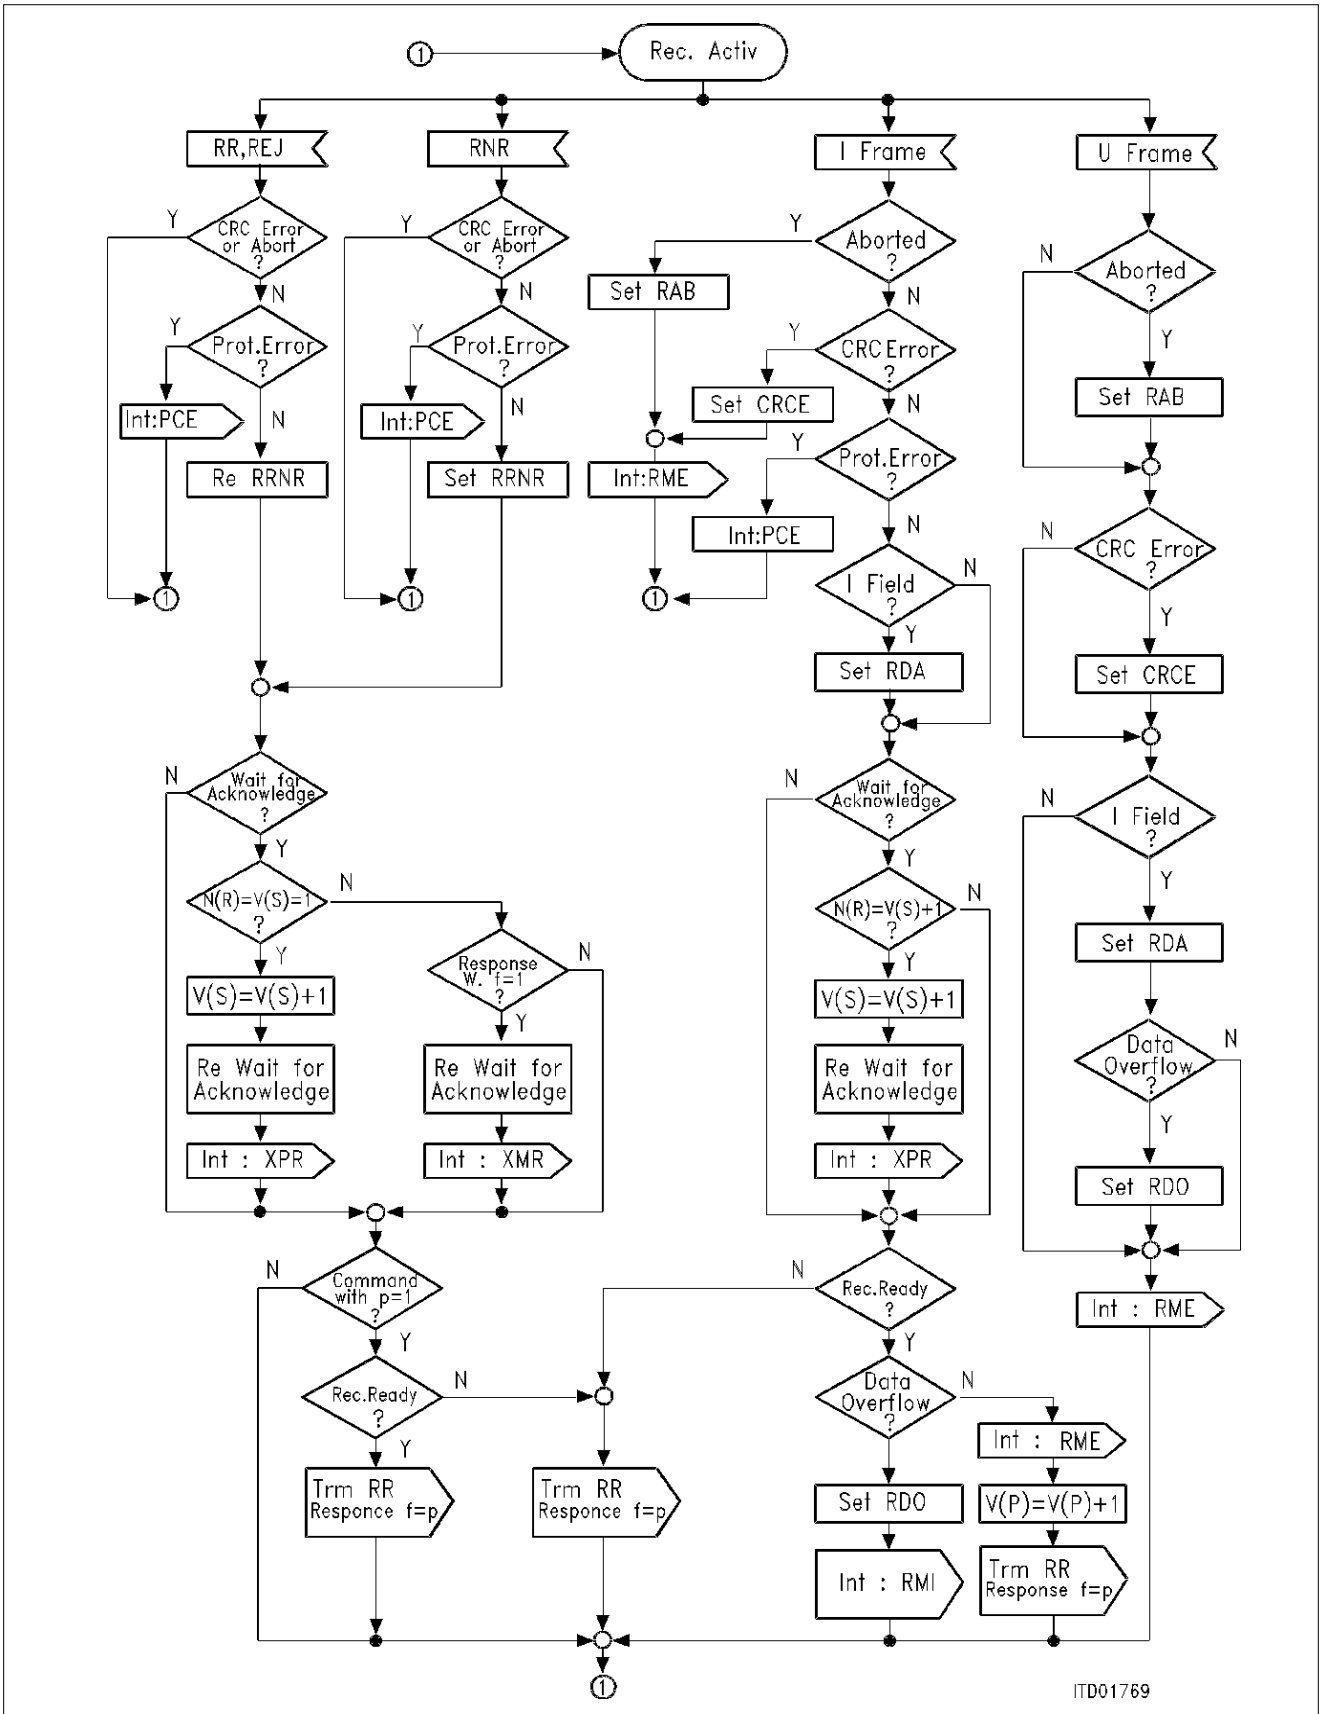 1
Rec. Activ
RR,REJ
RNR
I Frame
U Frame
Y
CRC Error
or Abort
?
N
Y
CRC Error
or Abort
?
N
Y
Aborted
?
N
N
Aborted
?
Y
Set RAB
Y
Prot.Error
?
N
Y
Prot.Error
?
N
Y
CRC Error
?
N
Set RAB
Int:PCE
Int:PCE
Set CRCE
Re RRNR
Set RRNR
Int:RME
Y
Prot.Error
?
N
Int:PCE
N
CRC Error
?
Y
1
1
1
I Field
?
N
Y
Set RDA
Set CRCE
N
Wait for
Acknowledge
?
Y
N
Wait for
Acknowledge
?
Y
N
I Field
?
Y
N(R)=V(S)=1
?
N
Y
N(R)=V(S)+1
?
N
Y
Set RDA
Response
W. f=1
?
N
Y
V(S)=V(S)+1
V(S)=V(S)+1
Data
Overflow
?
N
Y
Re Wait for
Acknowledge
Re Wait for
Acknowledge
Re Wait for
Acknowledge
Int : XPR
Int : XMR
Int : XPR
Set RDO
N
Command
with p=1
?
Y
N
Rec.Ready
?
Y
Int : RME
Rec.Ready
?
N
Y
Data
Overflow
?
N
Int : RME
Trm RR
Responce f=p
Trm RR
Responce f=p
Set RDO
V(P)=V(P)+1
Int : RMI
Trm RR
Response f=p
1
ITD01769